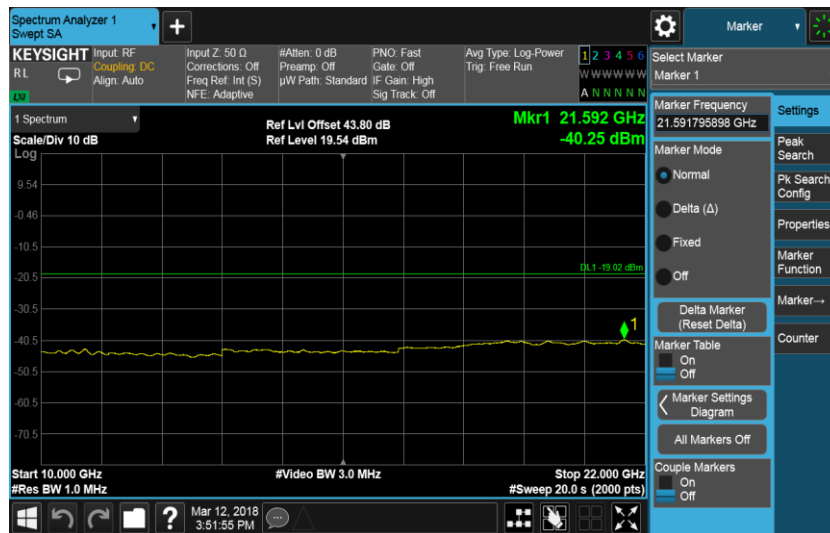 Spectrum Analyzer 1
Swept SA
+
Marker
KEYSIGHT
RL
LXI
Input: RF
Coupling: DC
Align: Auto
Input Z: 50 Ω
Corrections: Off
Freq Ref: Int (S)
NFE: Adaptive
#Atten: 0 dB
Preamp: Off
µW Path: Standard
PNO: Fast
Gate: Off
IF Gain: High
Sig Track: Off
Avg Type: Log-Power
Trig: Free Run
1 2 3 4 5 6
W W W W W W
A N N N N N
1 Spectrum
Scale/Div 10 dB
Log
Ref Lvl Offset 43.80 dB
Ref Level 19.54 dBm
Mkr1 21.592 GHz
-40.25 dBm
9.54
-0.46
-10.5
-20.5
-30.5
-40.5
-50.5
-60.5
-70.5
DL1 -19.02 dBm
1
Start 10.000 GHz
#Res BW 1.0 MHz
#Video BW 3.0 MHz
Stop 22.000 GHz
#Sweep 20.0 s (2000 pts)
Select Marker
Marker 1
Marker Frequency
21.591795898 GHz
Marker Mode
Normal
Delta (Δ)
Fixed
Off
Delta Marker
(Reset Delta)
Marker Table
On
Off
Marker Settings
Diagram
All Markers Off
Couple Markers
On
Off
Settings
Peak
Search
Pk Search
Config
Properties
Marker
Function
Marker→
Counter
?
Mar 12, 2018
3:51:55 PM